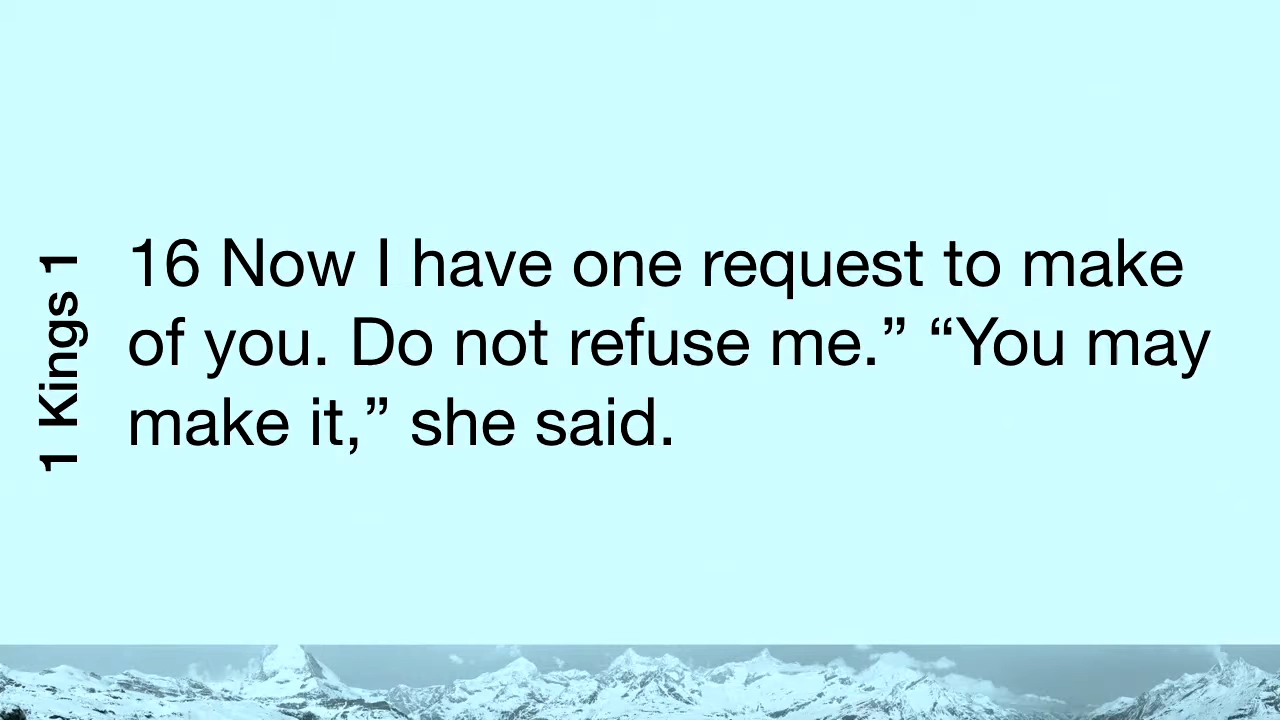 1 Kings 1
16 Now I have one request to make
of you. Do not refuse me.” “You may
make it,” she said.